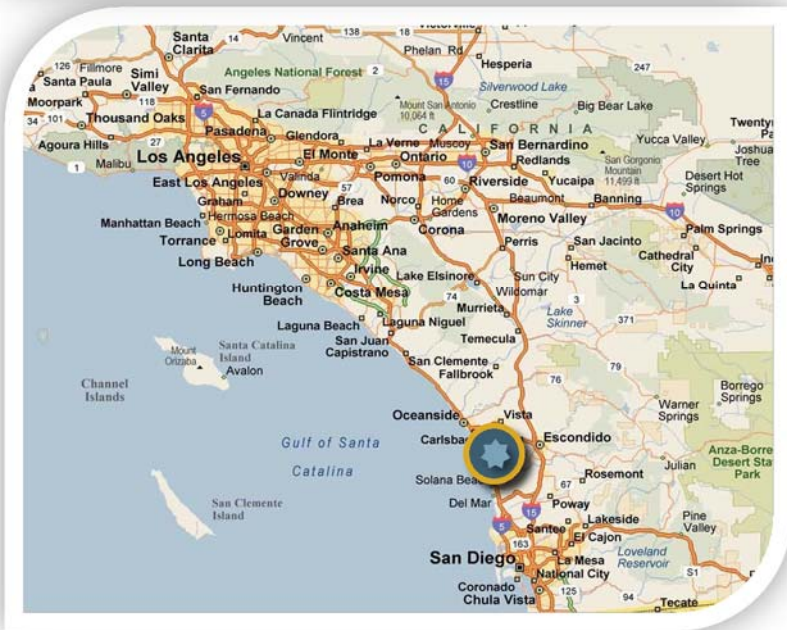 Santa Clarita
14
Vincent
138
18
Phelan Rd
Hesperia
247
126
Fillmore
Santa Paula
Simi Valley
Angeles National Forest
2
15
Silverwood Lake
Moorpark
118
San Fernando
5
Mount San Antonio
10,064 ft
Crestline
Big Bear Lake
34
101
Thousand Oaks
La Canada Flintridge
CALIFORNIA
Pasadena
Glendora
La Verne
Muscoy
San Bernardino
Yucca Valley
Joshua Tree
Agoura Hills
27
Los Angeles
El Monte
Ontario
10
Redlands
San Gorgonio Mountain
11,499 ft
1
Malibu
East Los Angeles
Valinda
Pomona
60
Riverside
Yucaipa
Desert Hot Springs
Graham
Downey
57
Brea
Norco
Home Gardens
Beaumont
Banning
10
Manhattan Beach
Hermosa Beach
Moreno Valley
Torrance
Lomita
Garden Grove
Anaheim
Corona
Palm Springs
Long Beach
Santa Ana
Perris
San Jacinto
Cathedral City
Irvine
Lake Elsinore
Sun City
Hemet
La Quinta
Huntington Beach
Costa Mesa
74
Wildomar
3
Murrieta
Lake Skinner
371
Laguna Beach
Laguna Niguel
San Juan Capistrano
Temecula
Mount Orizaba
Santa Catalina Island
Avalon
San Clemente
Fallbrook
79
76
Channel Islands
Borrego Springs
Warner Springs
Oceanside
Vista
Gulf of Santa Catalina
Carlsba
Escondido
Anza-Borre
Desert Sta
Park
Julian
Solana Bea
67
Rosemont
San Clemente Island
Del Mar
Poway
5
15
Santee
Lakeside
Pine Valley
163
El Cajon
San Diego
La Mesa
Loveland Reservoir
National City
S1
Coronado
Chula Vista
125
94
Tecate